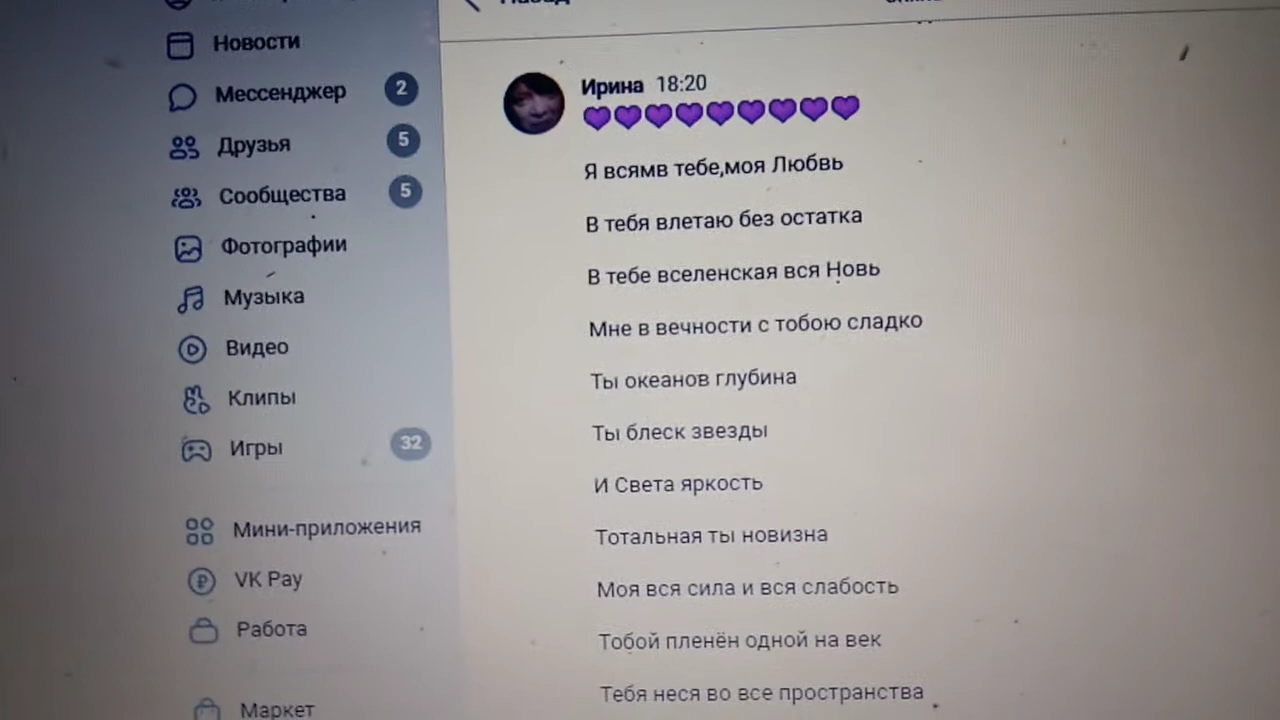 Назад
Новости
Мессенджер 2
Друзья 5
Сообщества 5
Фотографии
Музыка
Видео
Клипы
Игры 32
Мини-приложения
VK Pay
Работа
Маркет
Ирина 18:20
💜💜💜💜💜💜💜💜💜
Я всямв тебе,моя Любвь
В тебя влетаю без остатка
В тебе вселенская вся Новь
Мне в вечности с тобою сладко
Ты океанов глубина
Ты блеск звезды
И Света яркость
Тотальная ты новизна
Моя вся сила и вся слабость
Тобой пленён одной на век
Тебя неся во все пространства